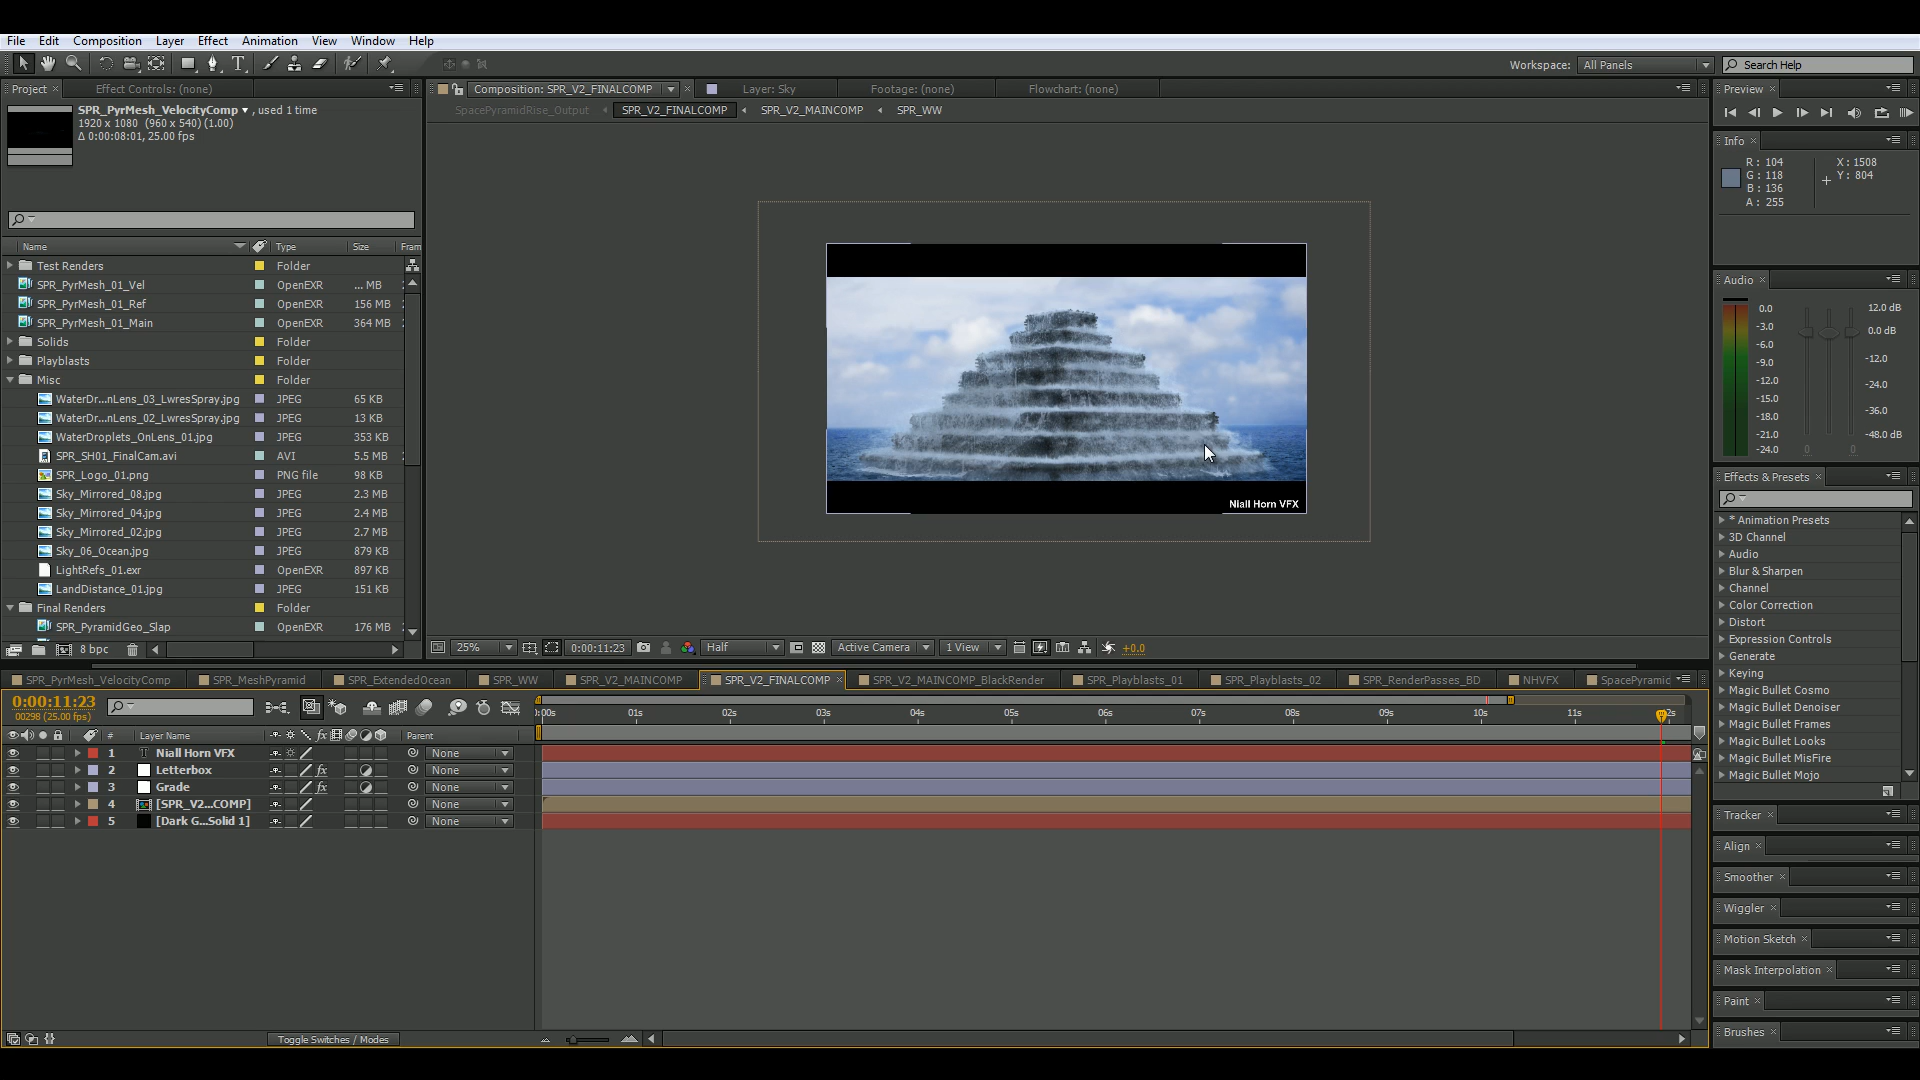 File Edit Composition Layer Effect Animation View Window Help
Workspace: All Panels Search Help
Project × Effect Controls: (none)
SPR_PyrMesh_VelocityComp ▼ , used 1 time
1920 x 1080 (960 x 540) (1.00)
Δ 0:00:08:01, 25.00 fps
Name Type Size Fram
Test Renders Folder
SPR_PyrMesh_01_Vel OpenEXR ... MB
SPR_PyrMesh_01_Ref OpenEXR 156 MB
SPR_PyrMesh_01_Main OpenEXR 364 MB
Solids Folder
Playblasts Folder
Misc Folder
WaterDr...nLens_03_LwresSpray.jpg JPEG 65 KB
WaterDr...nLens_02_LwresSpray.jpg JPEG 13 KB
WaterDroplets_OnLens_01.jpg JPEG 353 KB
SPR_SH01_FinalCam.avi AVI 5.5 MB
SPR_Logo_01.png PNG file 98 KB
Sky_Mirrored_08.jpg JPEG 2.3 MB
Sky_Mirrored_04.jpg JPEG 2.4 MB
Sky_Mirrored_02.jpg JPEG 2.7 MB
Sky_06_Ocean.jpg JPEG 879 KB
LightRefs_01.exr OpenEXR 897 KB
LandDistance_01.jpg JPEG 151 KB
Final Renders Folder
SPR_PyramidGeo_Slap OpenEXR 176 MB
8 bpc
Composition: SPR_V2_FINALCOMP Layer: Sky Footage: (none) Flowchart: (none)
SpacePyramidRise_Output SPR_V2_FINALCOMP SPR_V2_MAINCOMP SPR_WW
Niall Horn VFX
25% 0:00:11:23 Half Active Camera 1 View +0.0
Preview ×
Info ×
R: 104 X: 1508
G: 118 Y: 804
B: 136
A: 255
Audio ×
0.0 12.0 dB
-3.0 0.0 dB
-6.0
-9.0 -12.0
-12.0 -24.0
-15.0
-18.0 -36.0
-21.0 -48.0 dB
-24.0 0 0
Effects & Presets ×
* Animation Presets
3D Channel
Audio
Blur & Sharpen
Channel
Color Correction
Distort
Expression Controls
Generate
Keying
Magic Bullet Cosmo
Magic Bullet Denoiser
Magic Bullet Frames
Magic Bullet Looks
Magic Bullet MisFire
Magic Bullet Mojo
Tracker ×
Align ×
Smoother ×
Wiggler ×
Motion Sketch ×
Mask Interpolation ×
Paint ×
Brushes ×
SPR_PyrMesh_VelocityComp SPR_MeshPyramid SPR_ExtendedOcean SPR_WW SPR_V2_MAINCOMP SPR_V2_FINALCOMP × SPR_V2_MAINCOMP_BlackRender SPR_Playblasts_01 SPR_Playblasts_02 SPR_RenderPasses_BD NHVFX SpacePyramid
0:00:11:23
00298 (25.00 fps)
:00s 01s 02s 03s 04s 05s 06s 07s 08s 09s 10s 11s 2s
# Layer Name fx Parent
1 T Niall Horn VFX None
2 Letterbox fx None
3 Grade fx None
4 [SPR_V2...COMP] None
5 [Dark G...Solid 1] None
Toggle Switches / Modes